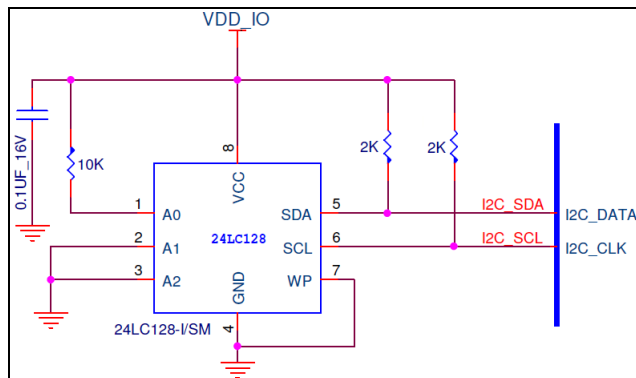 VDD_IO
0.1UF_16V
10K
2K
2K
8
VCC
1
A0
SDA
5
I2C_SDA
I2C_DATA
2
A1
24LC128
SCL
6
I2C_SCL
I2C_CLK
3
A2
GND
WP
7
24LC128-I/SM
4